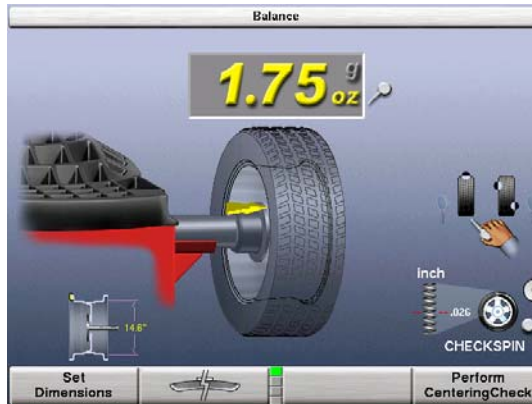 Balance
1.75
g
oz
inch
.026
14.6"
CHECKSPIN
Set
Dimensions
Perform
CenteringCheck